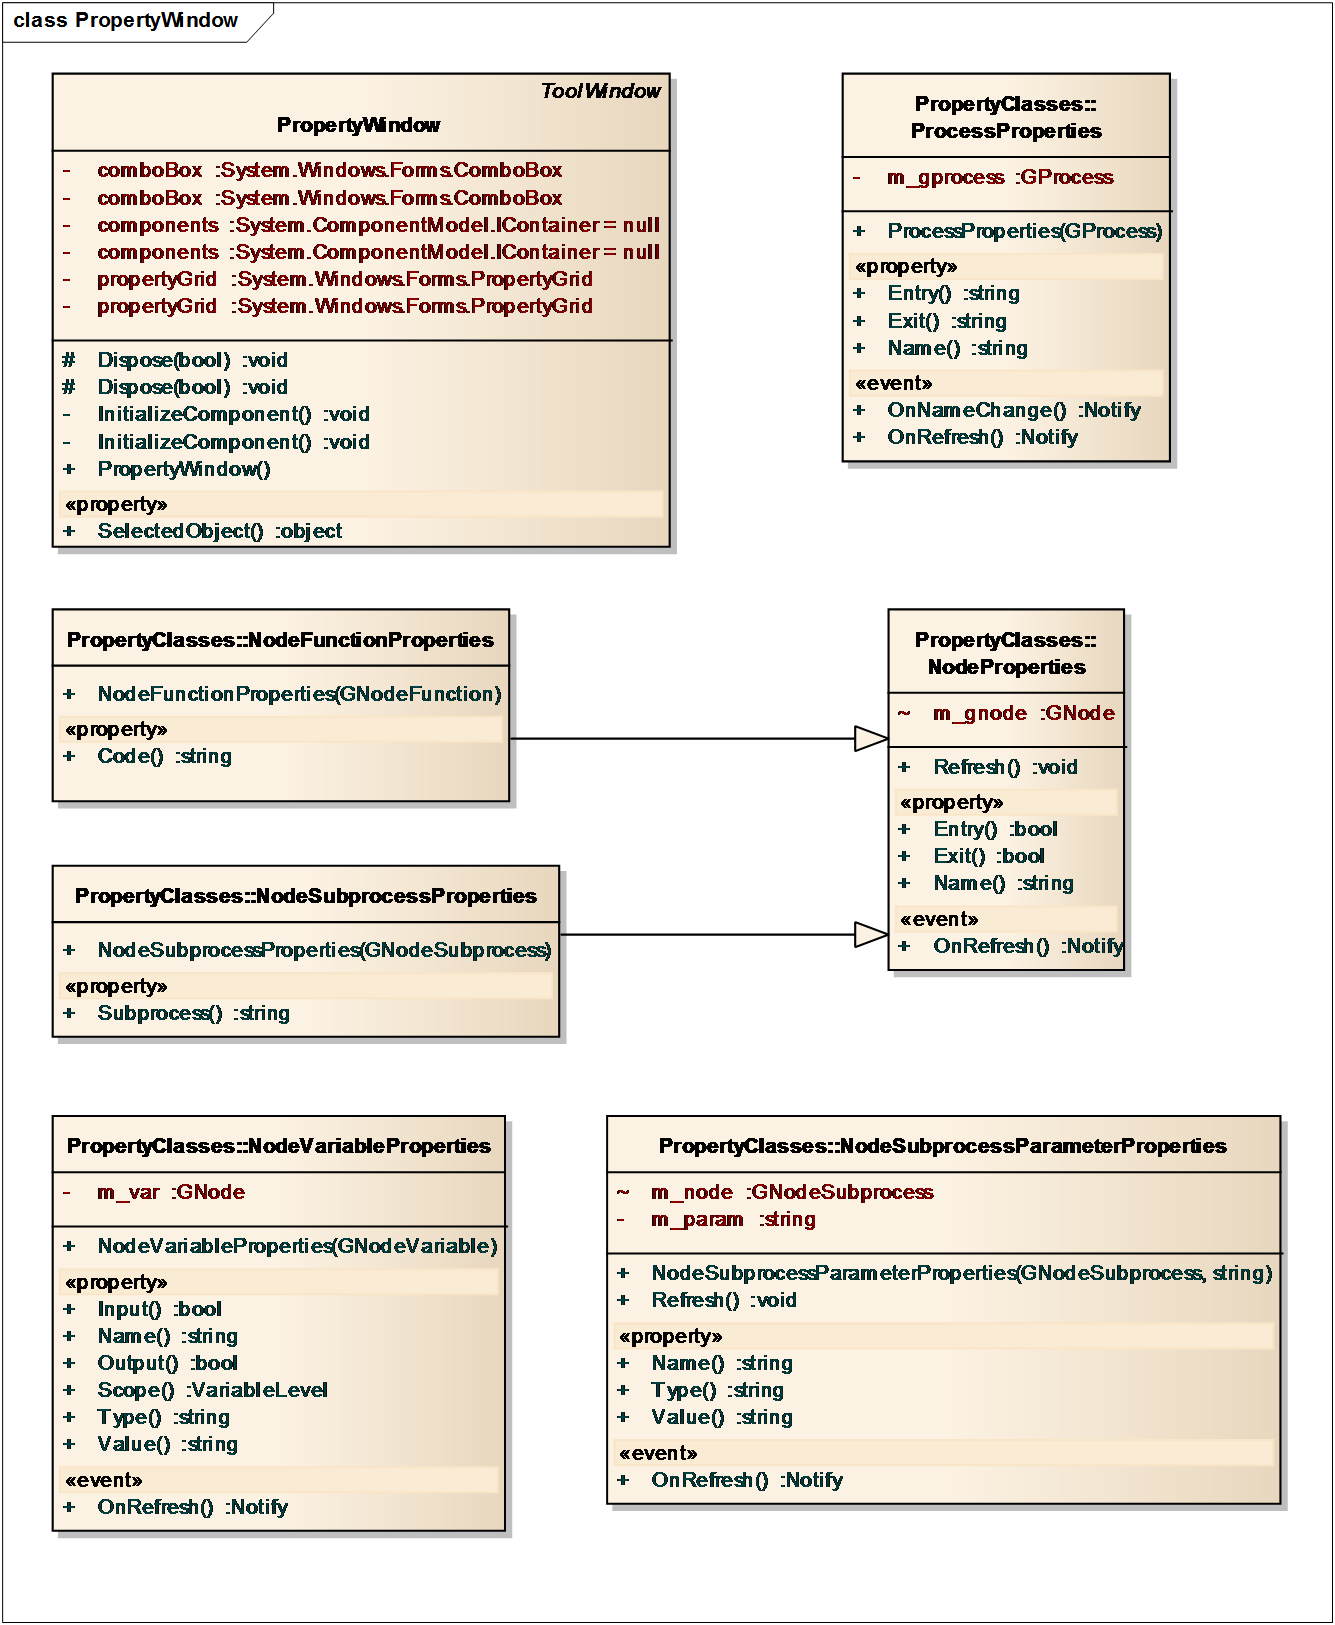 class PropertyWindow
ToolWindow
PropertyWindow
- comboBox :System.Windows.Forms.ComboBox
- comboBox :System.Windows.Forms.ComboBox
- components :System.ComponentModel.IContainer = null
- components :System.ComponentModel.IContainer = null
- propertyGrid :System.Windows.Forms.PropertyGrid
- propertyGrid :System.Windows.Forms.PropertyGrid
# Dispose(bool) :void
# Dispose(bool) :void
- InitializeComponent() :void
- InitializeComponent() :void
+ PropertyWindow()
«property»
+ SelectedObject() :object
PropertyClasses::
ProcessProperties
- m_gprocess :GProcess
+ ProcessProperties(GProcess)
«property»
+ Entry() :string
+ Exit() :string
+ Name() :string
«event»
+ OnNameChange() :Notify
+ OnRefresh() :Notify
PropertyClasses::NodeFunctionProperties
+ NodeFunctionProperties(GNodeFunction)
«property»
+ Code() :string
PropertyClasses::
NodeProperties
~ m_gnode :GNode
+ Refresh() :void
«property»
+ Entry() :bool
+ Exit() :bool
+ Name() :string
«event»
+ OnRefresh() :Notify
PropertyClasses::NodeSubprocessProperties
+ NodeSubprocessProperties(GNodeSubprocess)
«property»
+ Subprocess() :string
PropertyClasses::NodeVariableProperties
- m_var :GNode
+ NodeVariableProperties(GNodeVariable)
«property»
+ Input() :bool
+ Name() :string
+ Output() :bool
+ Scope() :VariableLevel
+ Type() :string
+ Value() :string
«event»
+ OnRefresh() :Notify
PropertyClasses::NodeSubprocessParameterProperties
~ m_node :GNodeSubprocess
- m_param :string
+ NodeSubprocessParameterProperties(GNodeSubprocess, string)
+ Refresh() :void
«property»
+ Name() :string
+ Type() :string
+ Value() :string
«event»
+ OnRefresh() :Notify